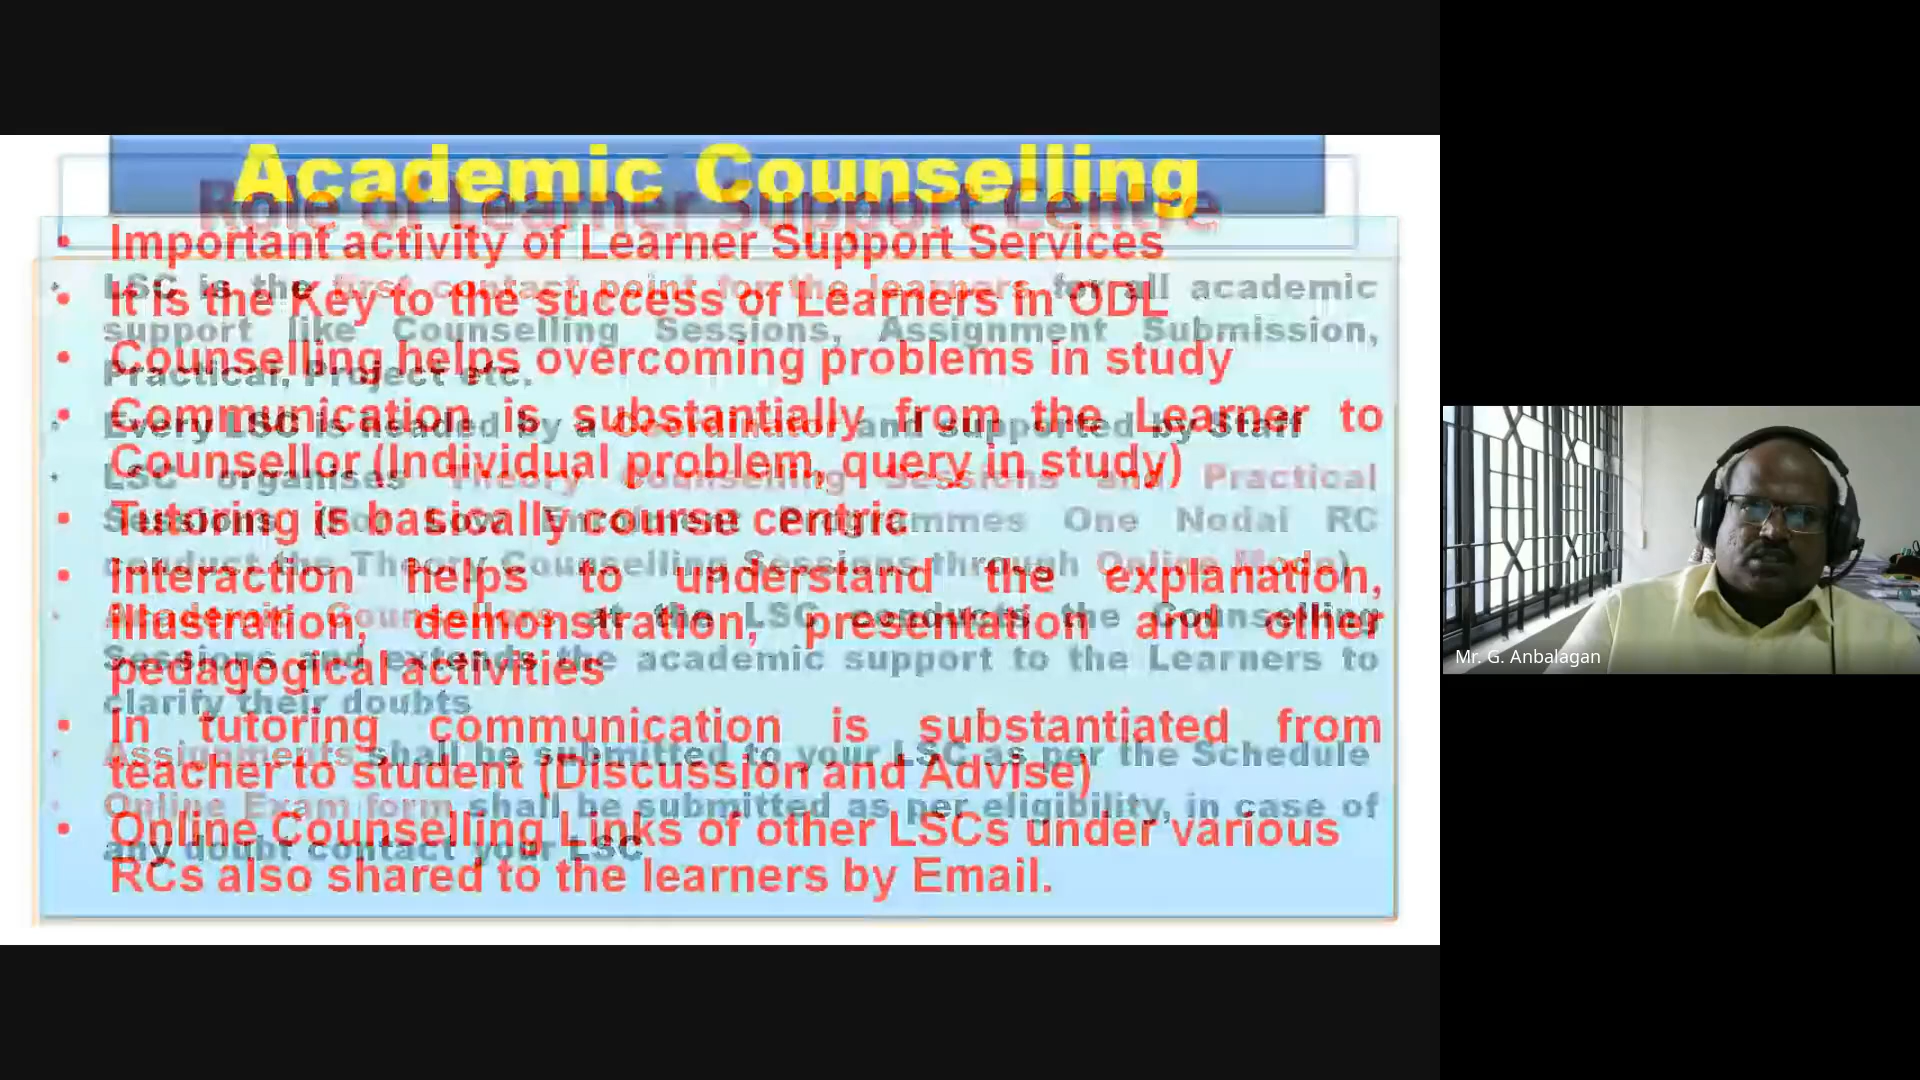 Academic Counselling
Role of Learner Support Centre
• Important activity of Learner Support Services
• It is the Key to the success of Learners in ODL
• Counselling helps overcoming problems in study
• Communication is substantially from the Learner to
Counsellor (Individual problem, query in study)
• Tutoring is basically course centric
• Interaction helps to understand the explanation,
illustration, demonstration, presentation and other
pedagogical activities
• In tutoring communication is substantiated from
teacher to student (Discussion and Advise)
• Online Counselling Links of other LSCs under various
RCs also shared to the learners by Email.
• LSC is the first contact point for the learners for all academic
support like Counselling Sessions, Assignment Submission,
Practical, Project etc.
• Every LSC is headed by a Coordinator and supported by Staff
• LSC organises Theory Counselling Sessions and Practical
Sessions (For Low Enrolment Programmes One Nodal RC
conduct the Theory Counselling Sessions through Online Mode)
• Academic Counsellors at the LSC conducts the Counselling
Sessions and extends the academic support to the Learners to
clarify their doubts
• Assignments shall be submitted to your LSC as per the Schedule
• Online Exam form shall be submitted as per eligibility, in case of
any doubt contact your LSC
Mr. G. Anbalagan